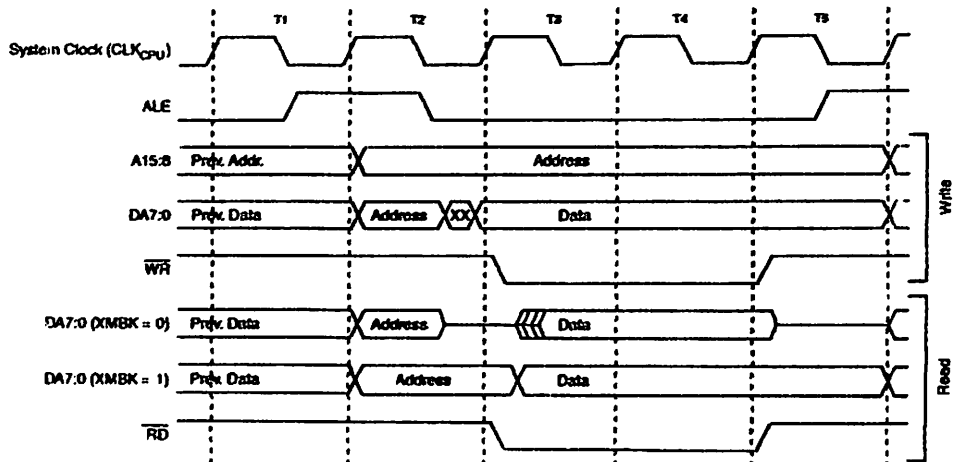 T1 T2 T3 T4 T5
System Clock (CLKCPU)
ALE
A15:8 Prev. Addr. Address
DA7:0 Prev. Data Address XX Data
WR
Write
DA7:0 (XMBK = 0) Prev. Data Address Data
DA7:0 (XMBK = 1) Prev. Data Address Data
RD
Read